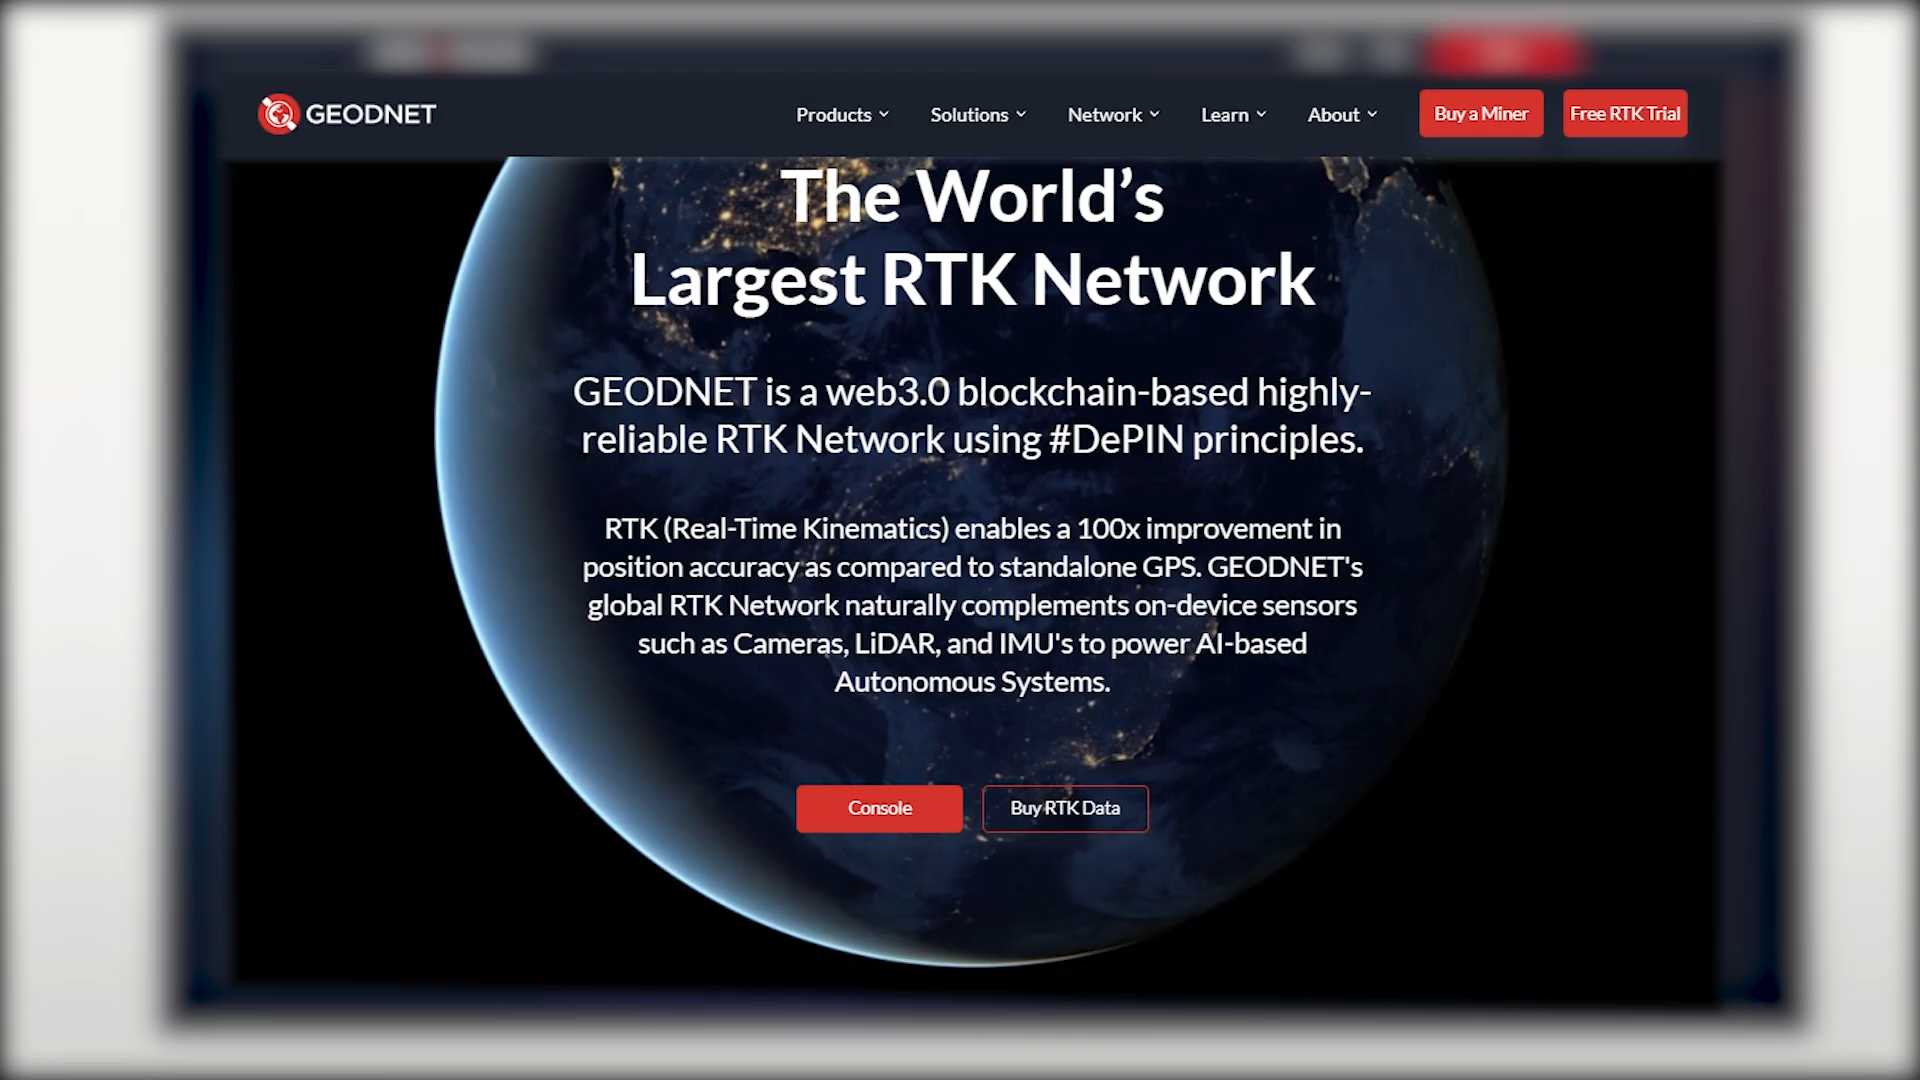 GEODNET
Products
Solutions
Network
Learn
About
Buy a Miner
Free RTK Trial
The World’s
Largest RTK Network
GEODNET is a web3.0 blockchain-based highly-
reliable RTK Network using #DePIN principles.
RTK (Real-Time Kinematics) enables a 100x improvement in
position accuracy as compared to standalone GPS. GEODNET's
global RTK Network naturally complements on-device sensors
such as Cameras, LiDAR, and IMU's to power AI-based
Autonomous Systems.
Console
Buy RTK Data